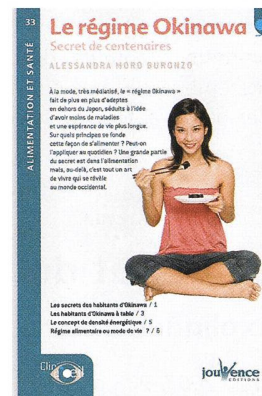 33
ALIMENTATION ET SANTÉ
Le régime Okinawa
Secret de centenaires
ALESSANDRA MORO BURONZO
À la mode, très médiatisé, le « régime Okinawa »
fait de plus en plus d'adeptes
en dehors du Japon, séduits à l'idée
d'avoir moins de maladies
et une espérance de vie plus longue.
Sur quels principes se fonde
cette façon de s'alimenter ? Peut-on
l'appliquer au quotidien ? Une grande partie
du secret est dans l'alimentation
mais, au-delà, c'est tout un art
de vivre qui se révèle
au monde occidental.
Les secrets des habitants d'Okinawa / 1
Les habitants d'Okinawa à table / 3
Le concept de densité énergétique / 5
Régime alimentaire ou mode de vie ? / 6
jouvence
EDITIONS